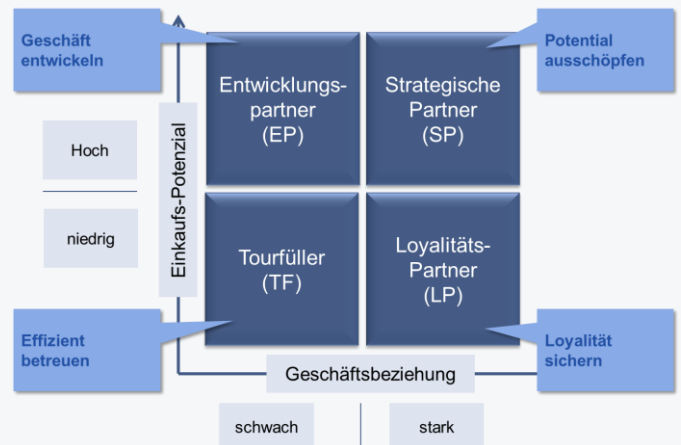 Geschäft
entwickeln
Entwicklungs-
partner
(EP)
Strategische
Partner
(SP)
Potential
ausschöpfen
Einkaufs-Potenzial
Hoch
niedrig
Tourfüller
(TF)
Loyalitäts-
Partner
(LP)
Effizient
betreuen
Loyalität
sichern
Geschäftsbeziehung
schwach
stark